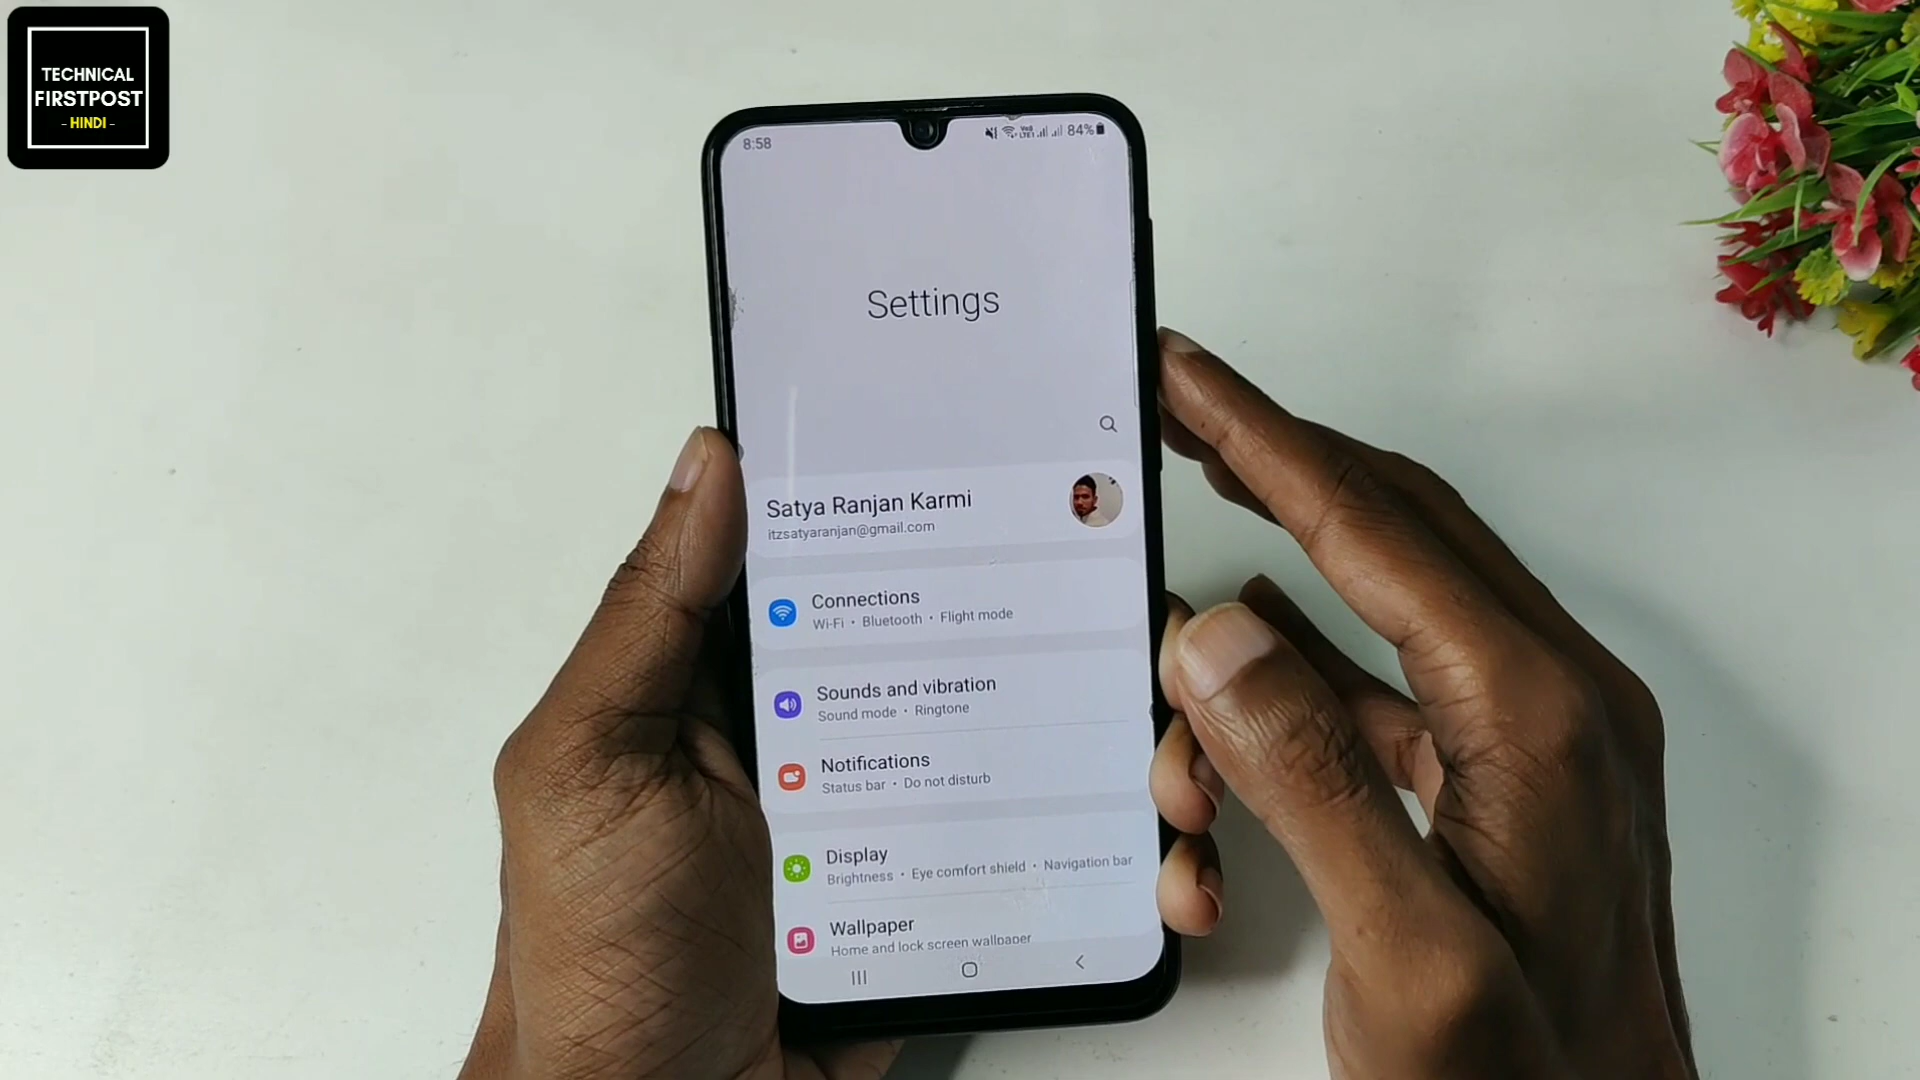 TECHNICAL
FIRSTPOST
- HINDI -
8:58
84%
Settings
Satya Ranjan Karmi
itzsatyaranjan@gmail.com
Connections
Wi-Fi • Bluetooth • Flight mode
Sounds and vibration
Sound mode • Ringtone
Notifications
Status bar • Do not disturb
Display
Brightness • Eye comfort shield • Navigation bar
Wallpaper
Home and lock screen wallpaper